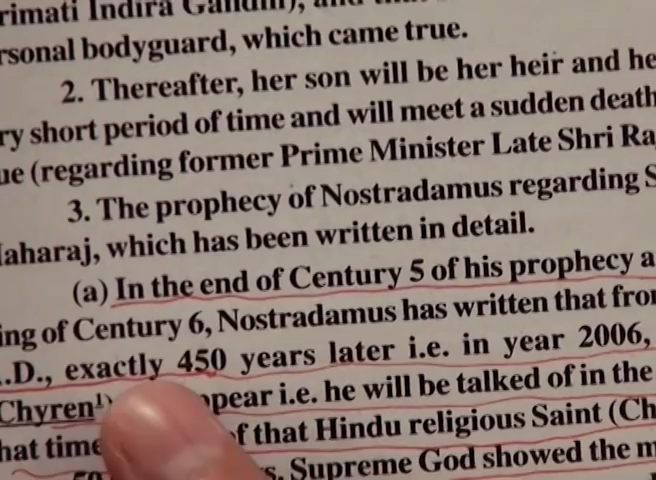 rimati Indira Gandhi), and
rsonal bodyguard, which came true.
2. Thereafter, her son will be her heir and he
ry short period of time and will meet a sudden death
ue (regarding former Prime Minister Late Shri Ra
3. The prophecy of Nostradamus regarding S
Maharaj, which has been written in detail.
(a) In the end of Century 5 of his prophecy a
ing of Century 6, Nostradamus has written that fro
.D., exactly 450 years later i.e. in year 2006,
Chyren¹) ppear i.e. he will be talked of in the
hat time f that Hindu religious Saint (Ch
50 s. Supreme God showed the m